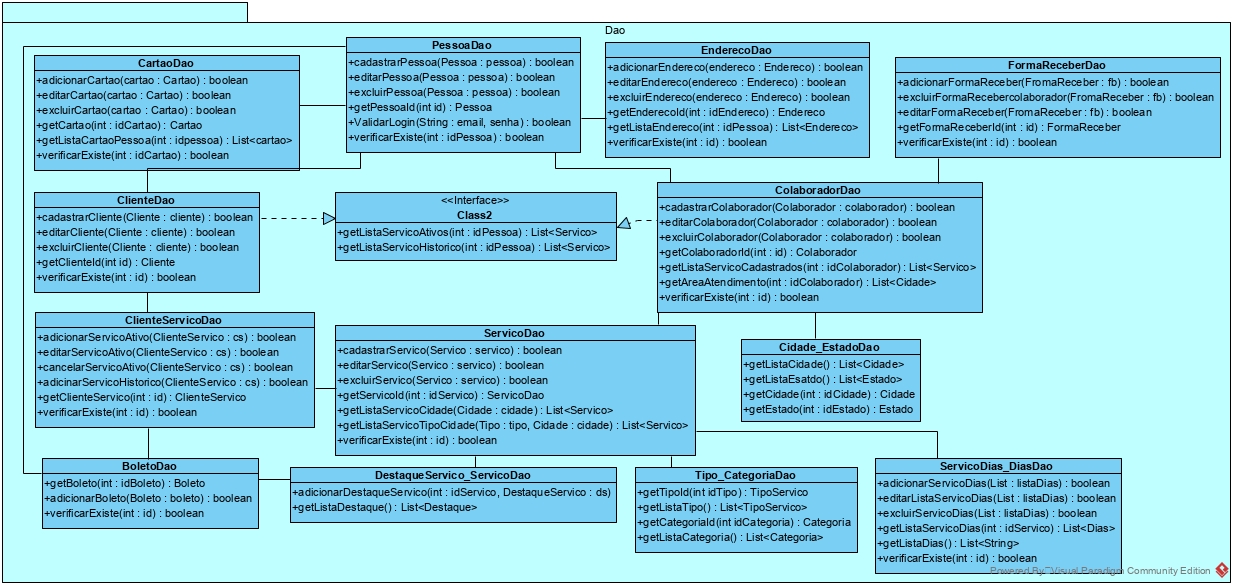 Dao
PessoaDao
+cadastrarPessoa(Pessoa : pessoa) : boolean
+editarPessoa(Pessoa : pessoa) : boolean
+excluirPessoa(Pessoa : pessoa) : boolean
+getPessoaId(int id) : Pessoa
+ValidarLogin(String : email, senha) : boolean
+verificarExiste(int : idPessoa) : boolean
CartaoDao
+adicionarCartao(cartao : Cartao) : boolean
+editarCartao(cartao : Cartao) : boolean
+excluirCartao(cartao : Cartao) : boolean
+getCartao(int : idCartao) : Cartao
+getListaCartaoPessoa(int : idpessoa) : List<cartao>
+verificarExiste(int : idCartao) : boolean
EnderecoDao
+adicionarEndereco(endereco : Endereco) : boolean
+editarEndereco(endereco : Endereco) : boolean
+excluirEndereco(endereco : Endereco) : boolean
+getEnderecoId(int : idEndereco) : Endereco
+getListaEndereco(int : idPessoa) : List<Endereco>
+verificarExiste(int : id) : boolean
FormaReceberDao
+adicionarFormaReceber(FromaReceber : fb) : boolean
+excluirFormaRecebercolaborador(FromaReceber : fb) : boolean
+editarFormaReceber(FromaReceber : fb) : boolean
+getFormaReceberId(int : id) : FormaReceber
+verificarExiste(int : id) : boolean
ClienteDao
+cadastrarCliente(Cliente : cliente) : boolean
+editarCliente(Cliente : cliente) : boolean
+excluirCliente(Cliente : cliente) : boolean
+getClienteId(int id) : Cliente
+verificarExiste(int : id) : boolean
<<Interface>>
Class2
+getListaServicoAtivos(int : idPessoa) : List<Servico>
+getListaServicoHistorico(int : idPessoa) : List<Servico>
ColaboradorDao
+cadastrarColaborador(Colaborador : colaborador) : boolean
+editarColaborador(Colaborador : colaborador) : boolean
+excluirColaborador(Colaborador : colaborador) : boolean
+getColaboradorId(int : id) : Colaborador
+getListaServicoCadastrados(int : idColaborador) : List<Servico>
+getAreaAtendimento(int : idColaborador) : List<Cidade>
+verificarExiste(int : id) : boolean
ClienteServicoDao
+adicionarServicoAtivo(ClienteServico : cs) : boolean
+editarServicoAtivo(ClienteServico : cs) : boolean
+cancelarServicoAtivo(ClienteServico : cs) : boolean
+adicinarServicoHistorico(ClienteServico : cs) : boolean
+getClienteServico(int : id) : ClienteServico
+verificarExiste(int : id) : boolean
ServicoDao
+cadastrarServico(Servico : servico) : boolean
+editarServico(Servico : servico) : boolean
+excluirServico(Servico : servico) : boolean
+getServicoId(int : idServico) : ServicoDao
+getListaServicoCidade(Cidade : cidade) : List<Servico>
+getListaServicoTipoCidade(Tipo : tipo, Cidade : cidade) : List<Servico>
+verificarExiste(int : id) : boolean
Cidade_EstadoDao
+getListaCidade() : List<Cidade>
+getListaEsatdo() : List<Estado>
+getCidade(int : idCidade) : Cidade
+getEstado(int : idEstado) : Estado
BoletoDao
+getBoleto(int : idBoleto) : Boleto
+adicionarBoleto(Boleto : boleto) : boolean
+verificarExiste(int : id) : boolean
DestaqueServico_ServicoDao
+adicionarDestaqueServico(int : idServico, DestaqueServico : ds)
+getListaDestaque() : List<Destaque>
Tipo_CategoriaDao
+getTipoId(int idTipo) : TipoServico
+getListaTipo() : List<TipoServico>
+getCategoriaId(int idCategoria) : Categoria
+getListaCategoria() : List<Categoria>
ServicoDias_DiasDao
+adicionarServicoDias(List : listaDias) : boolean
+editarListaServicoDias(List : listaDias) : boolean
+excluirServicoDias(List : listaDias) : boolean
+getListaServicoDias(int : idServico) : List<Dias>
+getListaDias() : List<String>
+verificarExiste(int : id) : boolean
Powered By Visual Paradigm Community Edition